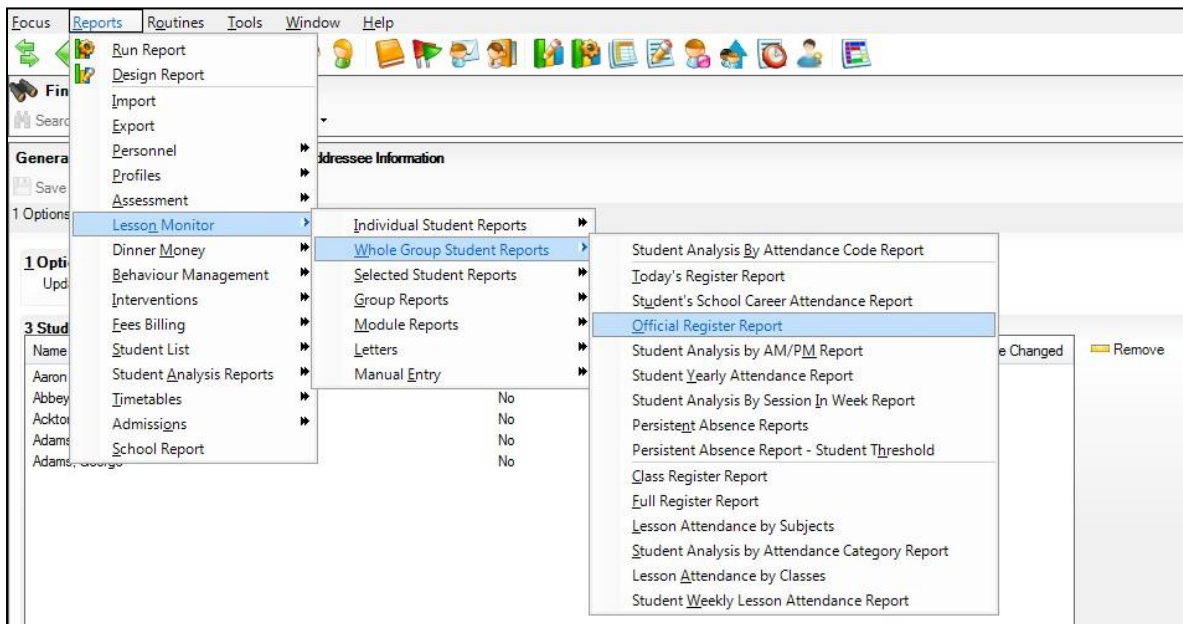 Focus Reports Routines Tools Window Help
Run Report
Design Report
Import
Export
Personnel
Profiles
Assessment
Lesson Monitor
Dinner Money
Behaviour Management
Interventions
Fees Billing
Student List
Student Analysis Reports
Timetables
Admissions
School Report
Individual Student Reports
Whole Group Student Reports
Selected Student Reports
Group Reports
Module Reports
Letters
Manual Entry
Student Analysis By Attendance Code Report
Today's Register Report
Student's School Career Attendance Report
Official Register Report
Student Analysis by AM/PM Report
Student Yearly Attendance Report
Student Analysis By Session In Week Report
Persistent Absence Reports
Persistent Absence Report - Student Threshold
Class Register Report
Full Register Report
Lesson Attendance by Subjects
Student Analysis by Attendance Category Report
Lesson Attendance by Classes
Student Weekly Lesson Attendance Report
Fin
Searc
Genera ddressee Information
Save
1 Options
1 Opti
Upd
3 Stud
Name e Changed Remove
Aaron
Abbey No
Ackto No
Adams No
Adams, George No